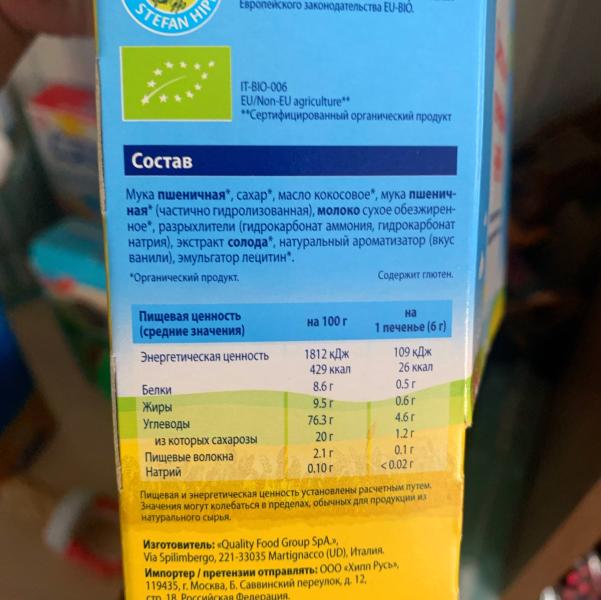 STEFAN HIP
Европейского законодательства EU-BIO.
IT-BIO-006
EU/Non-EU agriculture**
**Сертифицированный органический продукт
Состав
Мука пшеничная*, сахар*, масло кокосовое*, мука пшенич-
ная* (частично гидролизованная), молоко сухое обезжирен-
ное*, разрыхлители (гидрокарбонат аммония, гидрокарбонат
натрия), экстракт солода*, натуральный ароматизатор (вкус
ванили), эмульгатор лецитин*.
*Органический продукт. Содержит глютен.
Пищевая ценность (средние значения) на 100 г на 1 печенье (6 г)
Энергетическая ценность 1812 кДж 109 кДж
429 ккал 26 ккал
Белки 8.6 г 0.5 г
Жиры 9.5 г 0.6 г
Углеводы 76.3 г 4.6 г
из которых сахарозы 20 г 1.2 г
Пищевые волокна 2.1 г 0.1 г
Натрий 0.10 г <0.02 г
Пищевая и энергетическая ценность установлены расчетным путем.
Значения могут колебаться в пределах, обычных для продукции из
натурального сырья.
Изготовитель: «Quality Food Group SpA.»,
Via Spilimbergo, 221-33035 Martignacco (UD), Италия.
Импортер / претензии отправлять: ООО «Хипп Русь»,
119435, г. Москва, Б. Саввинский переулок, д. 12,
стр. 18, Российская Федерация.